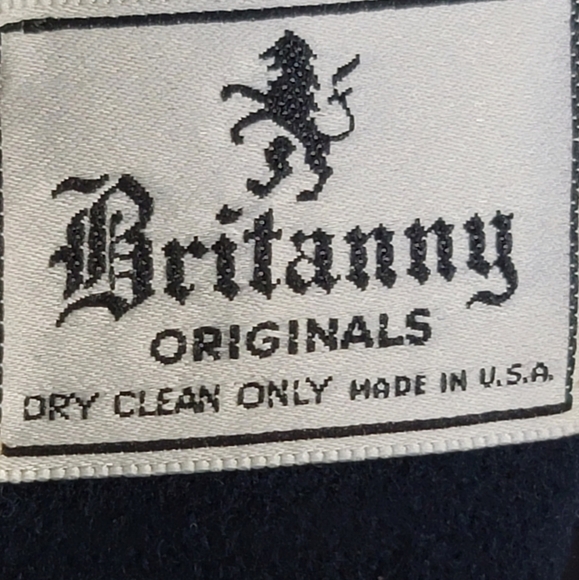 Britanny
ORIGINALS
DRY CLEAN ONLY MADE IN U.S.A.